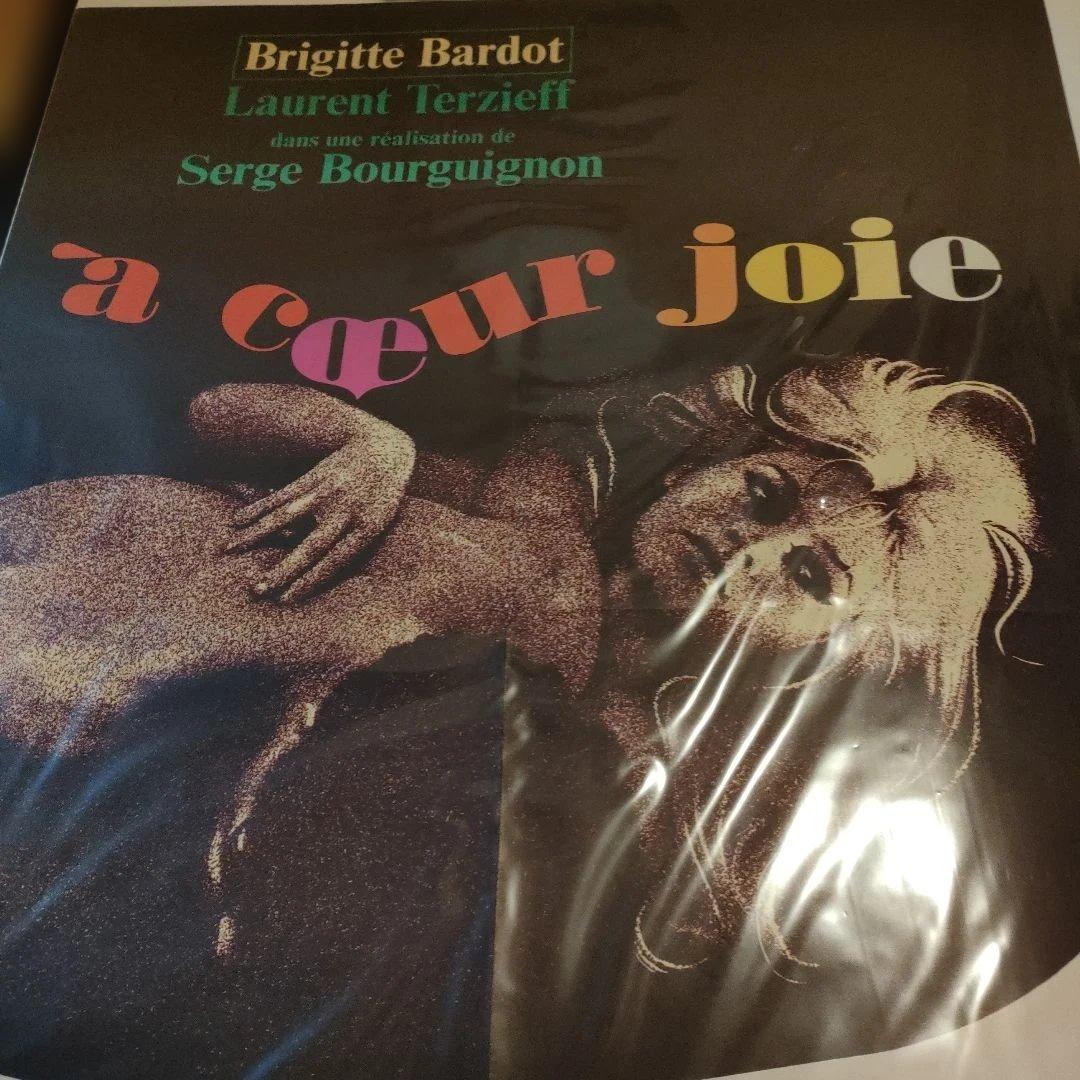 Brigitte Bardot
Laurent Terzieff
dans une réalisation de
Serge Bourguignon
à cœur joie